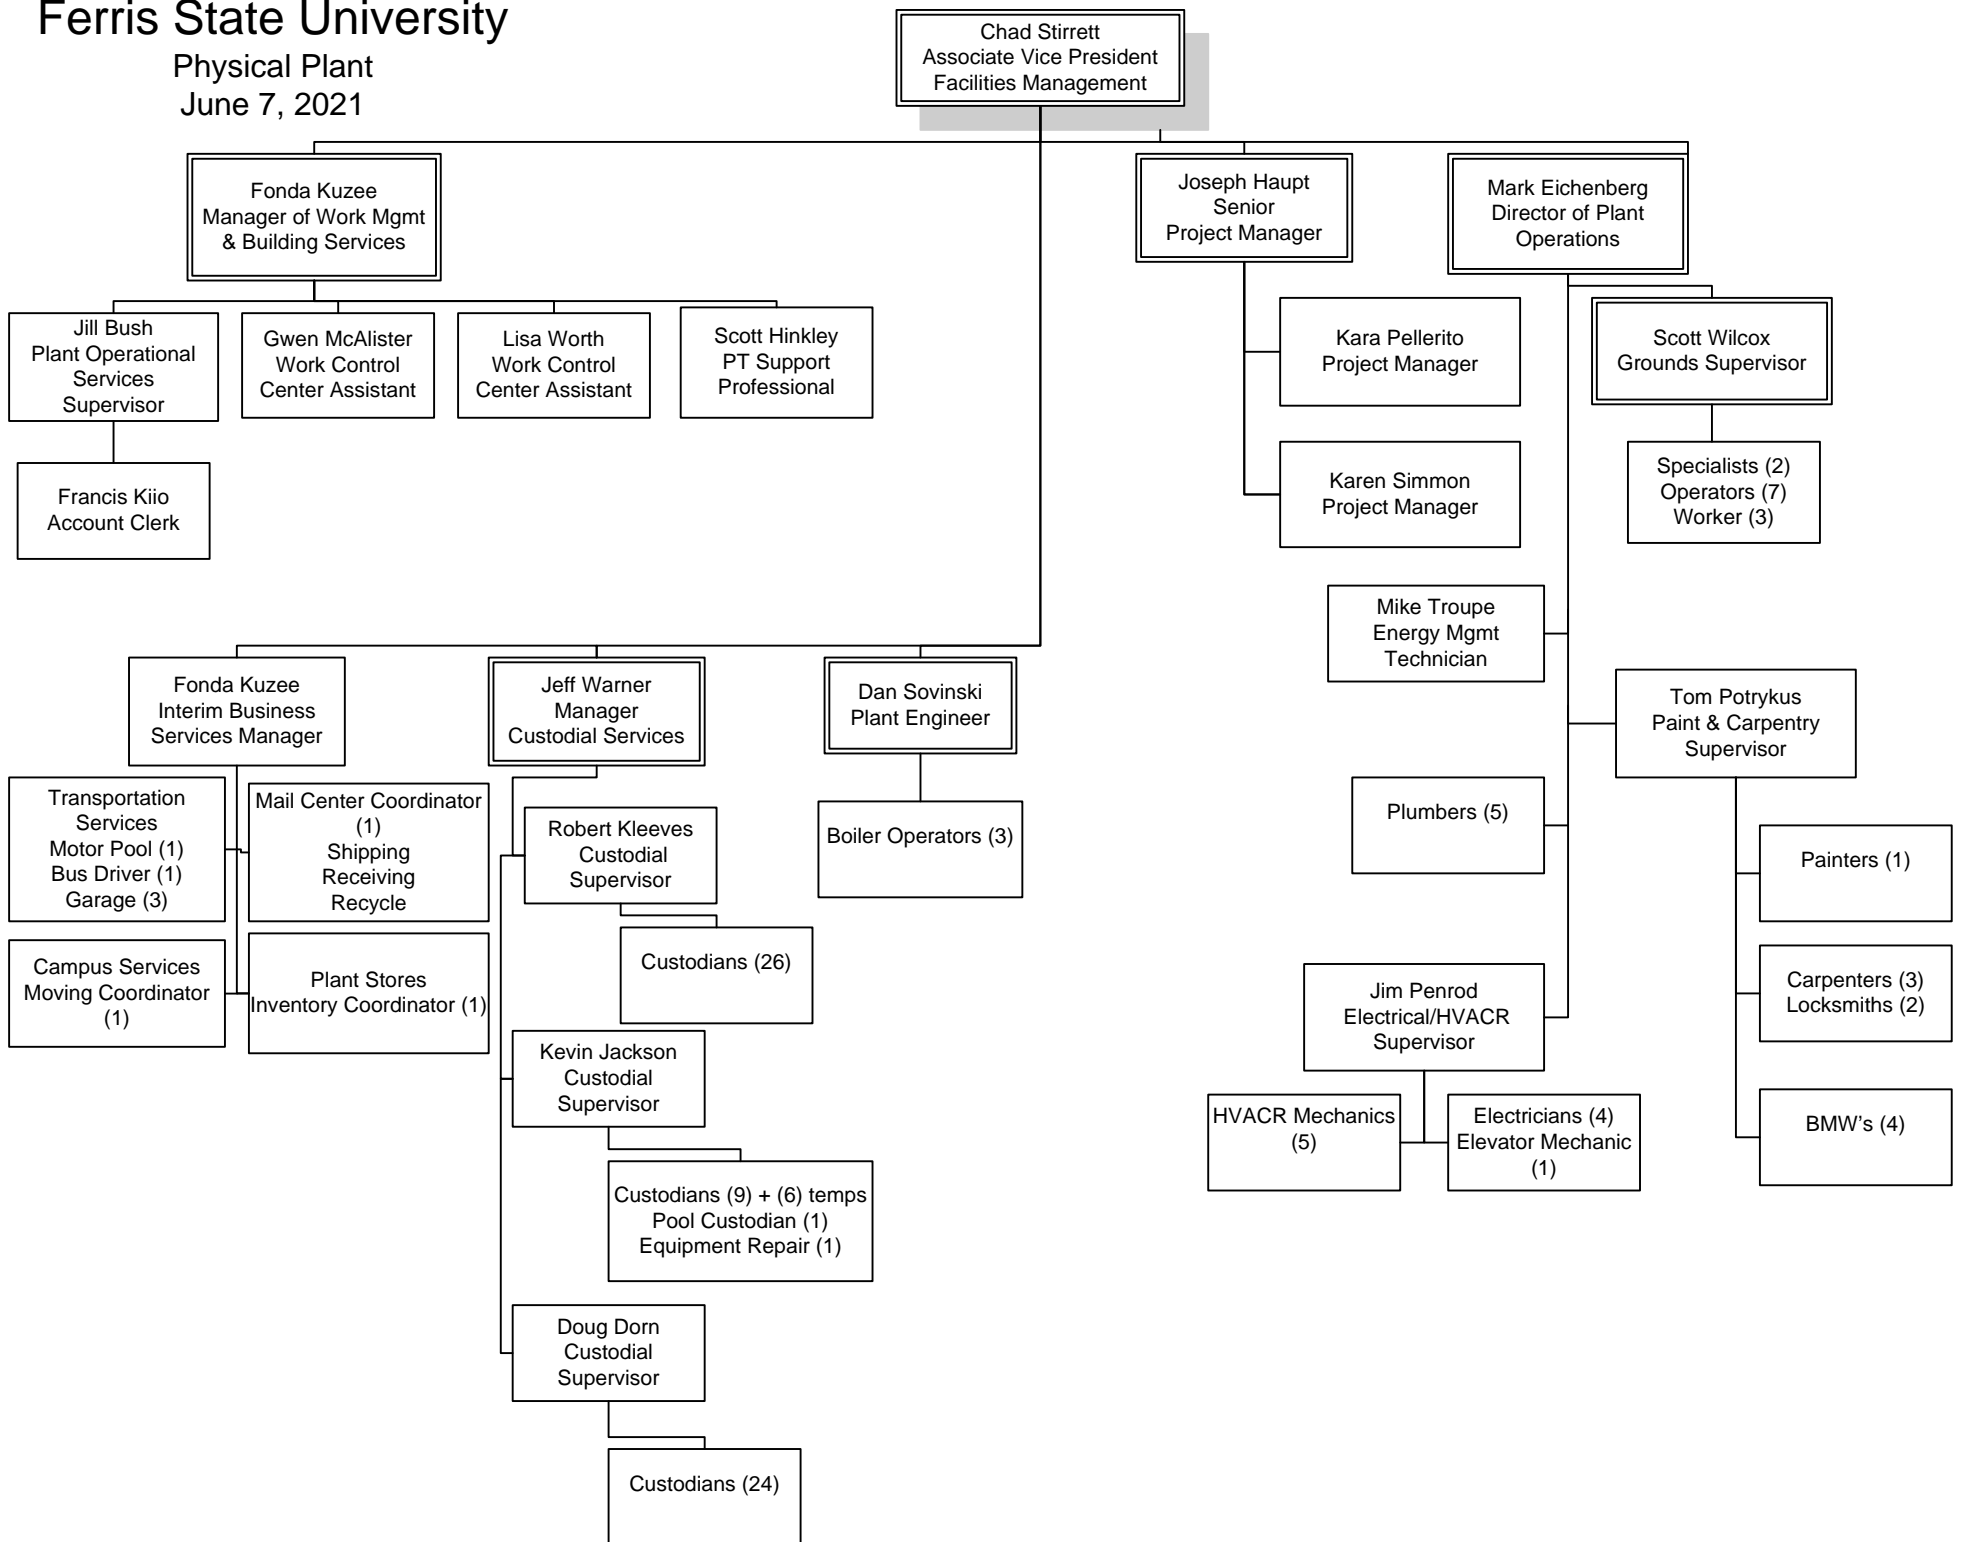 Ferris State University
Physical Plant
June 7, 2021
Chad Stirrett
Associate Vice President
Facilities Management
Fonda Kuzee
Manager of Work Mgmt
& Building Services
Joseph Haupt
Senior
Project Manager
Mark Eichenberg
Director of Plant
Operations
Jill Bush
Plant Operational
Services
Supervisor
Gwen McAlister
Work Control
Center Assistant
Lisa Worth
Work Control
Center Assistant
Scott Hinkley
PT Support
Professional
Kara Pellerito
Project Manager
Scott Wilcox
Grounds Supervisor
Francis Kiio
Account Clerk
Karen Simmon
Project Manager
Specialists (2)
Operators (7)
Worker (3)
Mike Troupe
Energy Mgmt
Technician
Fonda Kuzee
Interim Business
Services Manager
Jeff Warner
Manager
Custodial Services
Dan Sovinski
Plant Engineer
Tom Potrykus
Paint & Carpentry
Supervisor
Transportation
Services
Motor Pool (1)
Bus Driver (1)
Garage (3)
Mail Center Coordinator
(1)
Shipping
Receiving
Recycle
Robert Kleeves
Custodial
Supervisor
Boiler Operators (3)
Plumbers (5)
Painters (1)
Campus Services
Moving Coordinator
(1)
Plant Stores
Inventory Coordinator (1)
Custodians (26)
Jim Penrod
Electrical/HVACR
Supervisor
Carpenters (3)
Locksmiths (2)
Kevin Jackson
Custodial
Supervisor
HVACR Mechanics
(5)
Electricians (4)
Elevator Mechanic
(1)
BMW's (4)
Custodians (9) + (6) temps
Pool Custodian (1)
Equipment Repair (1)
Doug Dorn
Custodial
Supervisor
Custodians (24)